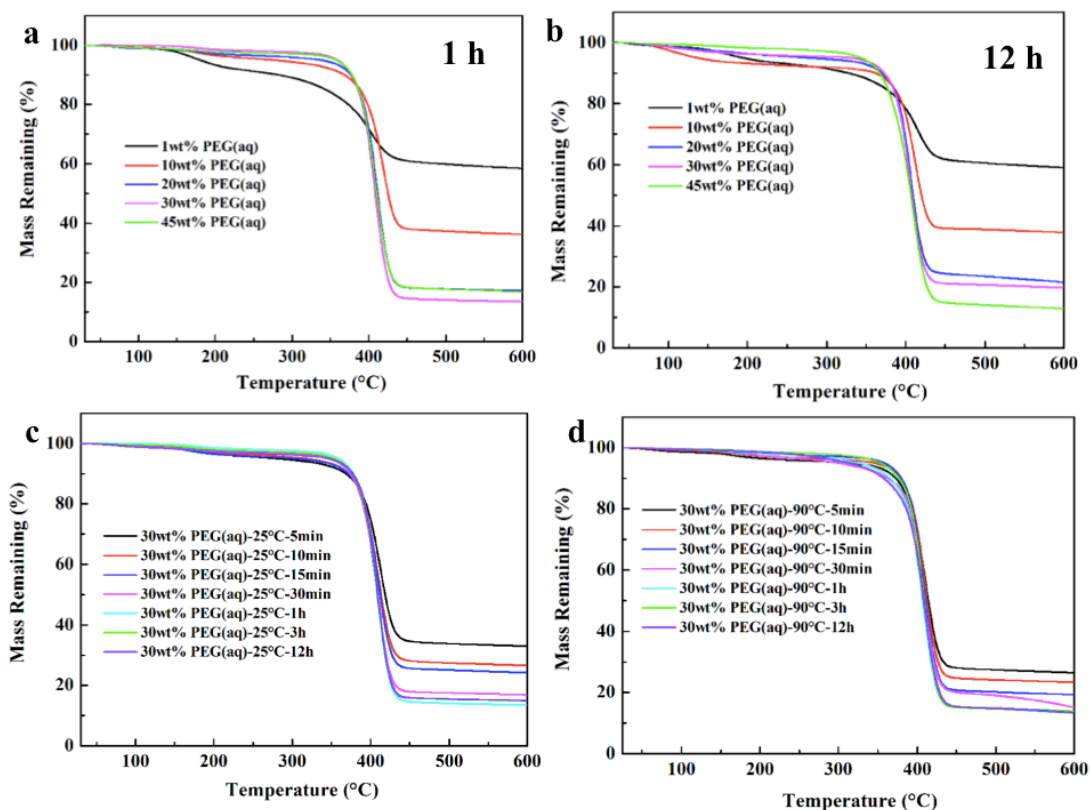 a
1 h
Mass Remaining (%)
100
80
60
40
20
0
1wt% PEG(aq)
10wt% PEG(aq)
20wt% PEG(aq)
30wt% PEG(aq)
45wt% PEG(aq)
100 200 300 400 500 600
Temperature (°C)
b
12 h
Mass Remaining (%)
100
80
60
40
20
0
1wt% PEG(aq)
10wt% PEG(aq)
20wt% PEG(aq)
30wt% PEG(aq)
45wt% PEG(aq)
100 200 300 400 500 600
Temperature (°C)
c
Mass Remaining (%)
100
80
60
40
20
0
30wt% PEG(aq)-25°C-5min
30wt% PEG(aq)-25°C-10min
30wt% PEG(aq)-25°C-15min
30wt% PEG(aq)-25°C-30min
30wt% PEG(aq)-25°C-1h
30wt% PEG(aq)-25°C-3h
30wt% PEG(aq)-25°C-12h
100 200 300 400 500 600
Temperature (°C)
d
Mass Remaining (%)
100
80
60
40
20
0
30wt% PEG(aq)-90°C-5min
30wt% PEG(aq)-90°C-10min
30wt% PEG(aq)-90°C-15min
30wt% PEG(aq)-90°C-30min
30wt% PEG(aq)-90°C-1h
30wt% PEG(aq)-90°C-3h
30wt% PEG(aq)-90°C-12h
100 200 300 400 500 600
Temperature (°C)